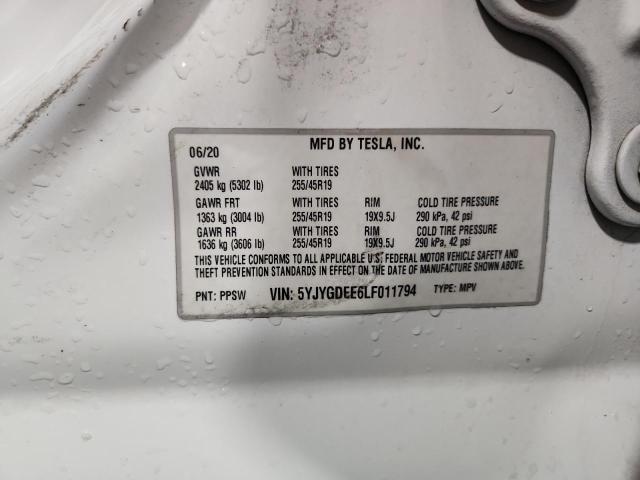 MFD BY TESLA, INC.
06/20
GVWR WITH TIRES
2405 kg (5302 lb) 255/45R19
GAWR FRT WITH TIRES RIM COLD TIRE PRESSURE
1363 kg (3004 lb) 255/45R19 19X9.5J 290 kPa, 42 psi
GAWR RR WITH TIRES RIM COLD TIRE PRESSURE
1636 kg (3606 lb) 255/45R19 19X9.5J 290 kPa, 42 psi
THIS VEHICLE CONFORMS TO ALL APPLICABLE U.S. FEDERAL MOTOR VEHICLE SAFETY AND
THEFT PREVENTION STANDARDS IN EFFECT ON THE DATE OF MANUFACTURE SHOWN ABOVE.
PNT: PPSW VIN: 5YJYGDEE6LF011794 TYPE: MPV